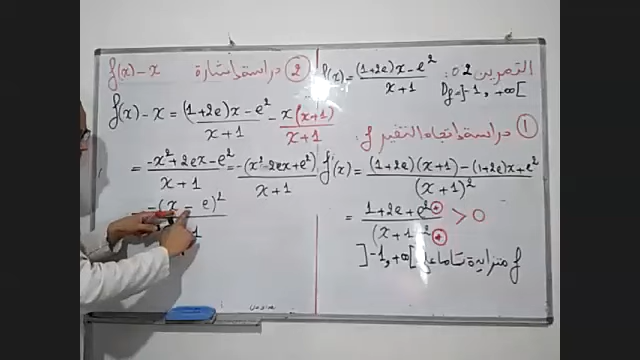 التمرين 02: f(x) = ((1+2e)x - e²)/(x+1)
Df = ]-1, +∞[
① دراسة اتجاه التغير f:
f'(x) = ((1+2e)(x+1) - (1+2e)x + e²)/(x+1)²
= (1+2e+e² ⊕)/(x+1)² ⊕ > 0
f متزايدة تماما على ]-1, +∞[
② دراسة إشارة f(x) - x
f(x) - x = ((1+2e)x - e²)/(x+1) - x(x+1)/(x+1)
= (-x² + 2ex - e²)/(x+1) = -(x² - 2ex + e²)/(x+1)
= -(x - e)²
1